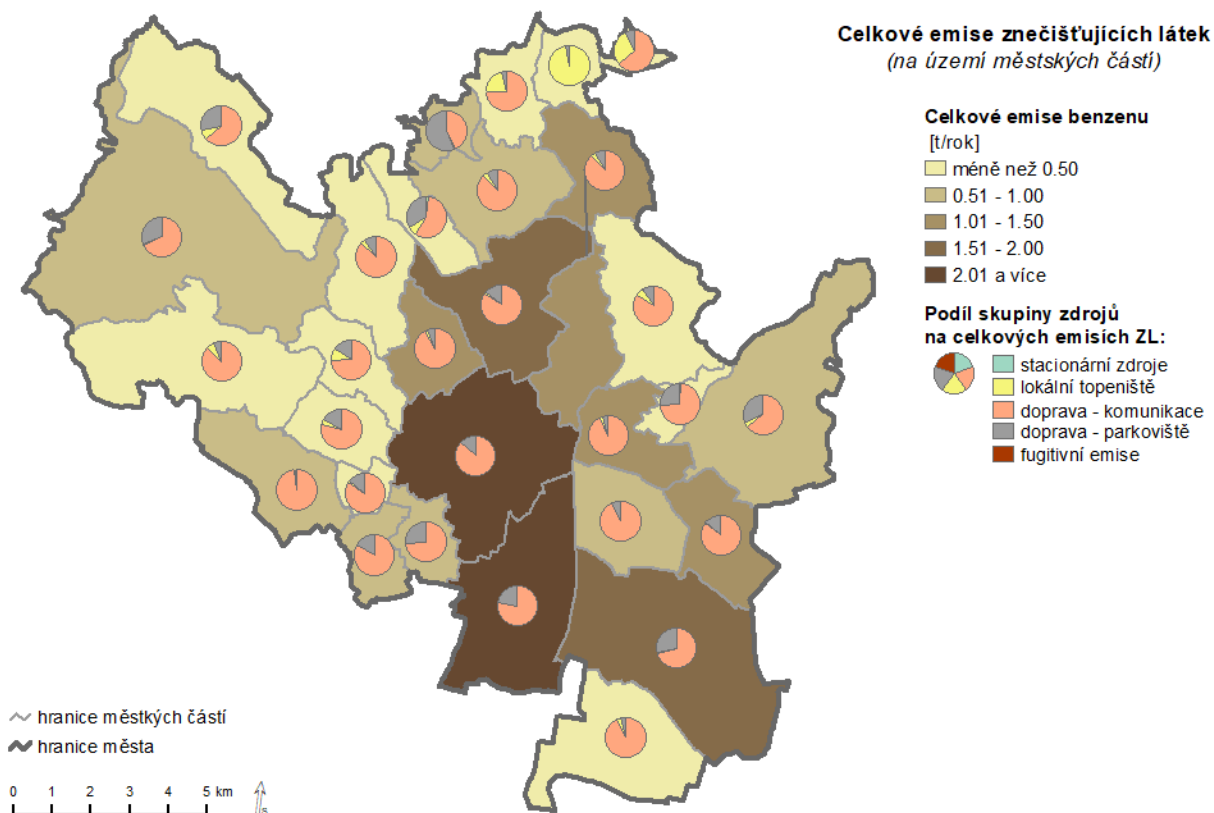 Celkové emise znečišťujících látek
(na území městských částí)
Celkové emise benzenu
[t/rok]
méně než 0.50
0.51 - 1.00
1.01 - 1.50
1.51 - 2.00
2.01 a více
Podíl skupiny zdrojů
na celkových emisích ZL:
stacionární zdroje
lokální topeniště
doprava - komunikace
doprava - parkoviště
fugitivní emise
hranice městkých částí
hranice města
0 1 2 3 4 5 km
S